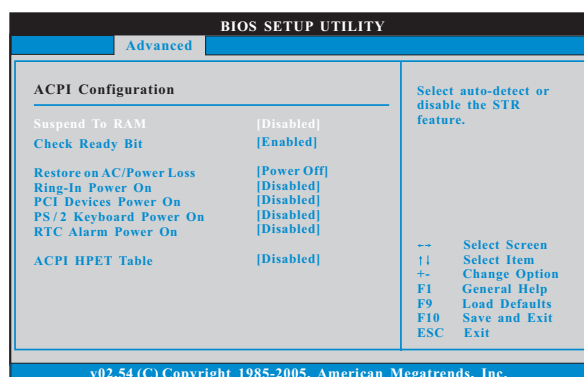 BIOS SETUP UTILITY
Advanced
ACPI Configuration
Suspend To RAM [Disabled]
Check Ready Bit [Enabled]
Restore on AC/Power Loss [Power Off]
Ring-In Power On [Disabled]
PCI Devices Power On [Disabled]
PS/2 Keyboard Power On [Disabled]
RTC Alarm Power On [Disabled]
ACPI HPET Table [Disabled]
Select auto-detect or
disable the STR
feature.
←→ Select Screen
↑↓ Select Item
+- Change Option
F1 General Help
F9 Load Defaults
F10 Save and Exit
ESC Exit
v02.54 (C) Copyright 1985-2005, American Megatrends, Inc.